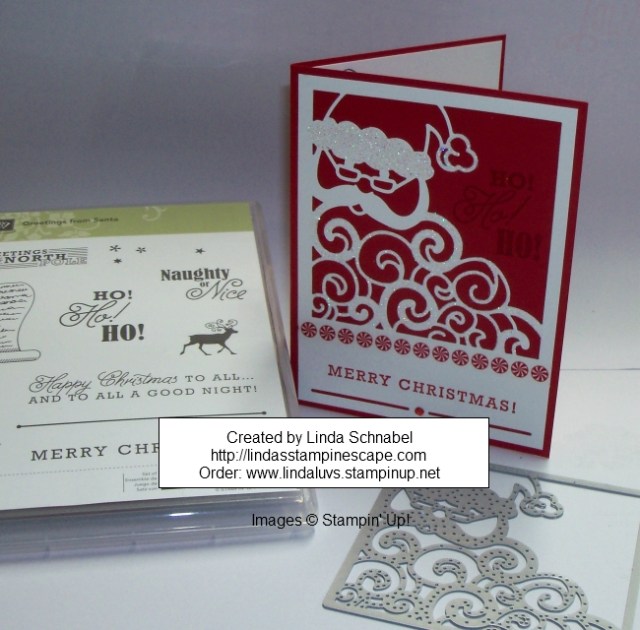 Greetings from Santa
NORTH
POLE
HO!
Ho!
HO!
Naughty
or
Nice
Happy Christmas TO ALL...
AND TO ALL A GOOD NIGHT!
MERRY CHR
HO!
Ho!
HO!
MERRY CHRISTMAS!
Created by Linda Schnabel
http://lindasstampinescape.com
Order: www.lindaluvs.stampinup.net
Images © Stampin' Up!